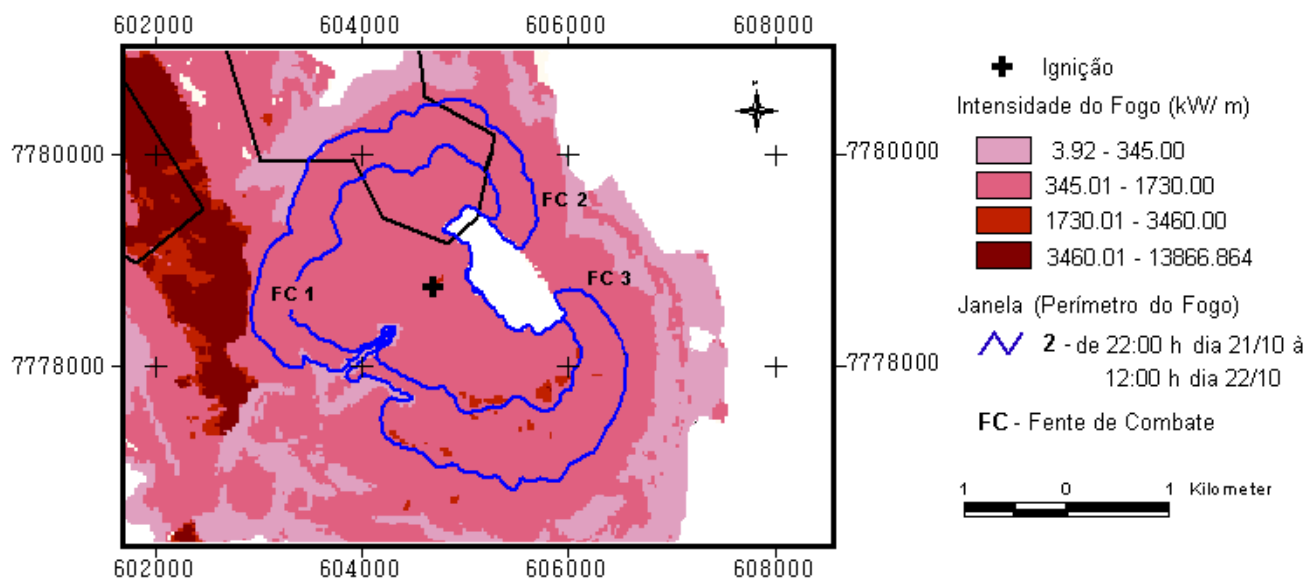 602000 604000 606000 608000
7780000
7778000
7780000
7778000
602000 604000 606000 608000
FC 1
FC 2
FC 3
Ignição
Intensidade do Fogo (kW/ m)
3.92 - 345.00
345.01 - 1730.00
1730.01 - 3460.00
3460.01 - 13866.864
Janela (Perímetro do Fogo)
2 - de 22:00 h dia 21/10 à
12:00 h dia 22/10
FC - Fente de Combate
1 0 1 Kilometer